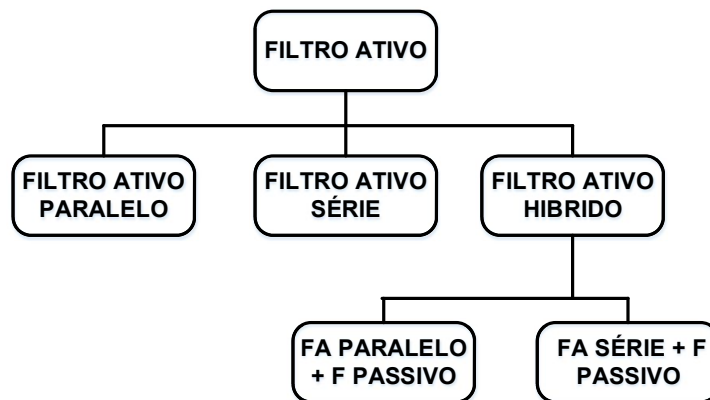 FILTRO ATIVO
FILTRO ATIVO
PARALELO
FILTRO ATIVO
SÉRIE
FILTRO ATIVO
HIBRIDO
FA PARALELO
+ F PASSIVO
FA SÉRIE + F
PASSIVO